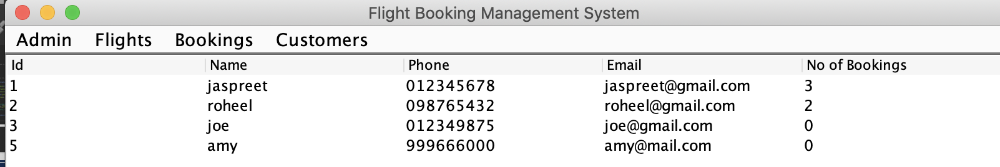 Flight Booking Management System
Admin Flights Bookings Customers
Id Name Phone Email No of Bookings
1 jaspreet 012345678 jaspreet@gmail.com 3
2 roheel 098765432 roheel@gmail.com 2
3 joe 012349875 joe@gmail.com 0
5 amy 999666000 amy@mail.com 0